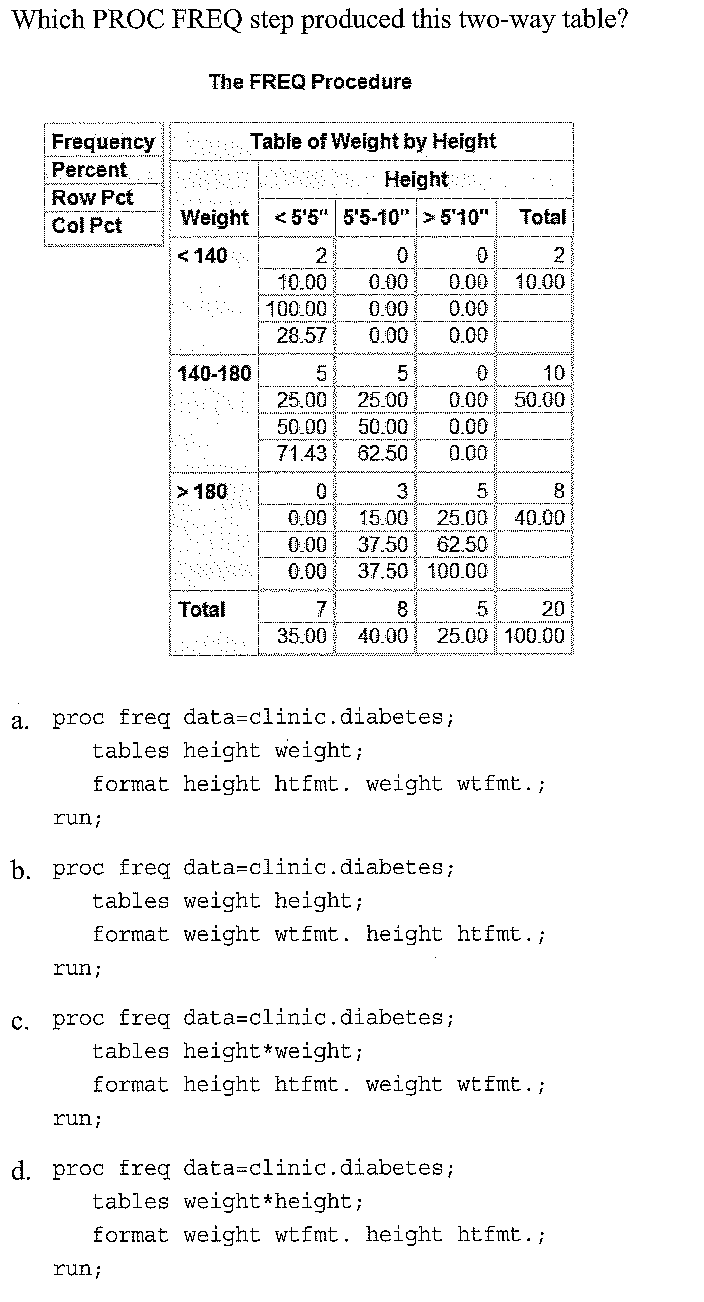 Which PROC FREQ step produced this two-way table?
The FREQ Procedure
Frequency
Percent
Row Pct
Col Pct
Table of Weight by Height
Height
Weight < 5'5" 5'5-10" > 5'10" Total
< 140 2 0 0 2
10.00 0.00 0.00 10.00
100.00 0.00 0.00
28.57 0.00 0.00
140-180 5 5 0 10
25.00 25.00 0.00 50.00
50.00 50.00 0.00
71.43 62.50 0.00
> 180 0 3 5 8
0.00 15.00 25.00 40.00
0.00 37.50 62.50
0.00 37.50 100.00
Total 7 8 5 20
35.00 40.00 25.00 100.00
a. proc freq data=clinic.diabetes;
tables height weight;
format height htfmt. weight wtfmt.;
run;
b. proc freq data=clinic.diabetes;
tables weight height;
format weight wtfmt. height htfmt.;
run;
c. proc freq data=clinic.diabetes;
tables height*weight;
format height htfmt. weight wtfmt.;
run;
d. proc freq data=clinic.diabetes;
tables weight*height;
format weight wtfmt. height htfmt.;
run;